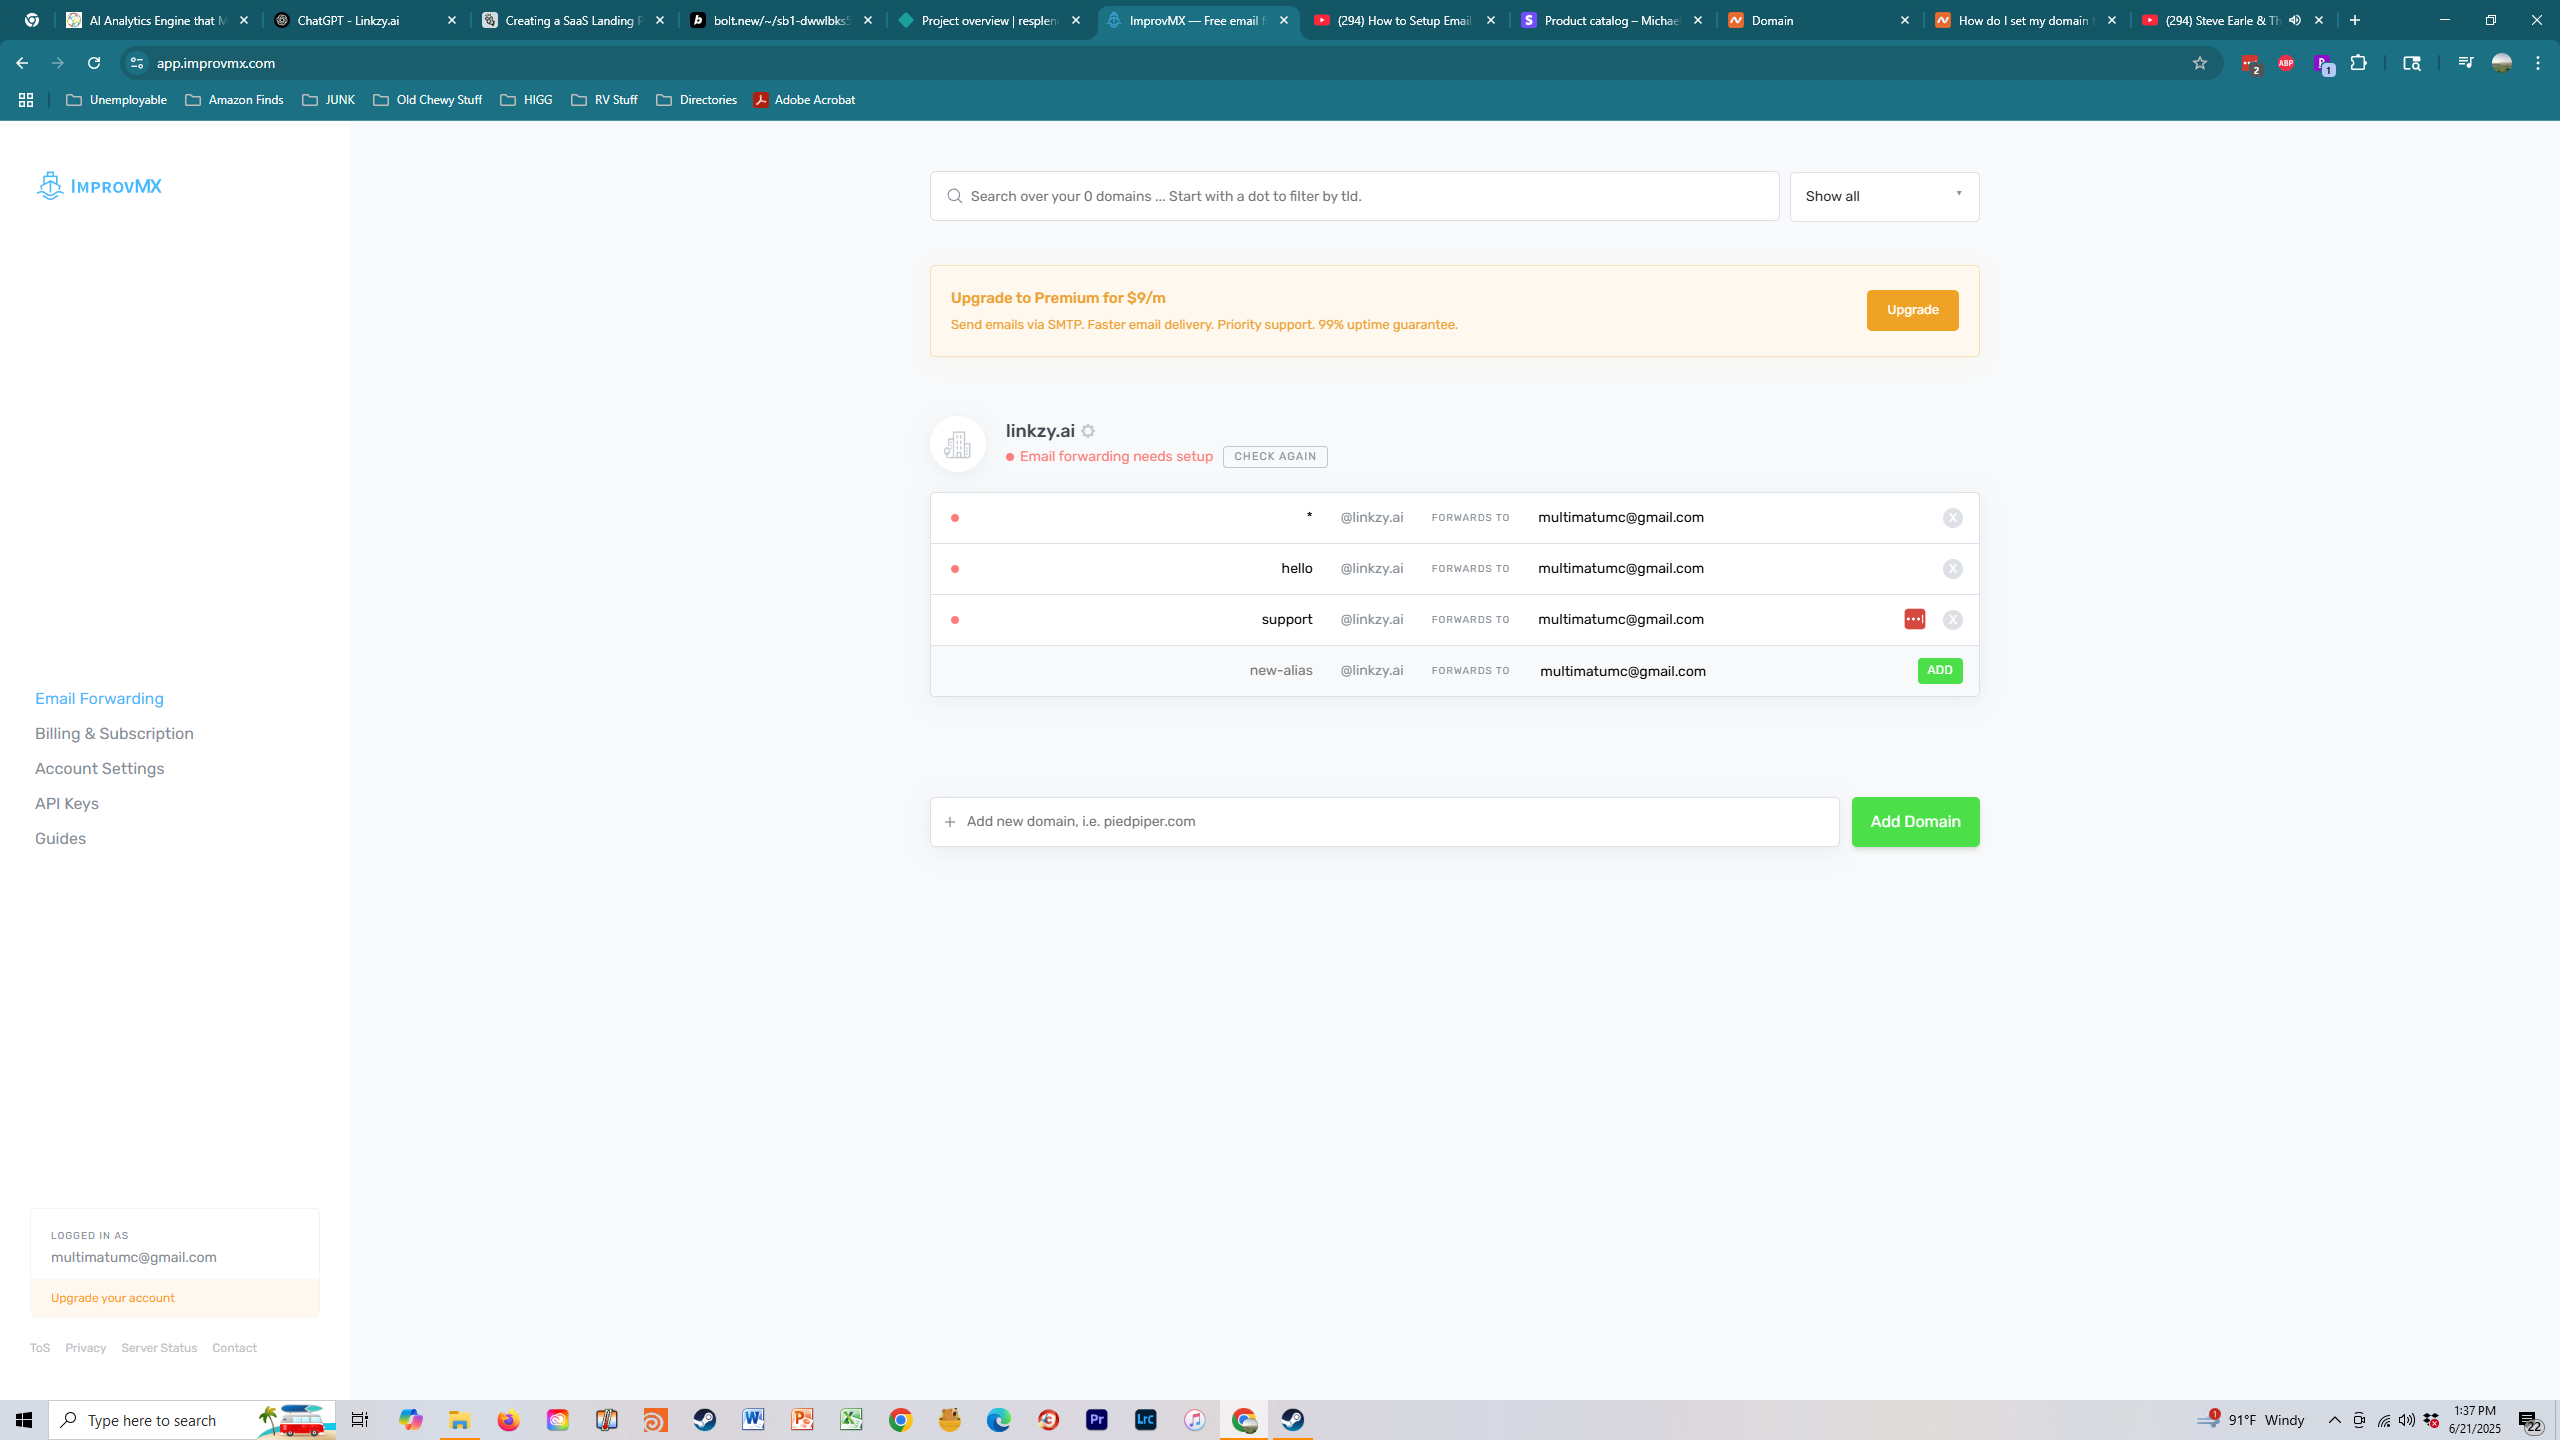 AI Analytics Engine that M
ChatGPT - Linkzy.ai
Creating a SaaS Landing P
bolt.new/~/sb1-dwwlbks5
Project overview | resplen
ImprovMX — Free email f
(294) How to Setup Email
Product catalog – Michael
Domain
How do I set my domain t
(294) Steve Earle & Th
app.improvmx.com
2
ABP
1
Unemployable
Amazon Finds
JUNK
Old Chewy Stuff
HIGG
RV Stuff
Directories
Adobe Acrobat
IMPROVMX
Search over your 0 domains ... Start with a dot to filter by tld.
Show all
Upgrade to Premium for $9/m
Send emails via SMTP. Faster email delivery. Priority support. 99% uptime guarantee.
Upgrade
linkzy.ai
Email forwarding needs setup
CHECK AGAIN
* @linkzy.ai FORWARDS TO multimatumc@gmail.com X
hello @linkzy.ai FORWARDS TO multimatumc@gmail.com X
support @linkzy.ai FORWARDS TO multimatumc@gmail.com X
new-alias @linkzy.ai FORWARDS TO multimatumc@gmail.com ADD
Add new domain, i.e. piedpiper.com
Add Domain
Email Forwarding
Billing & Subscription
Account Settings
API Keys
Guides
LOGGED IN AS
multimatumc@gmail.com
Upgrade your account
ToS Privacy Server Status Contact
Type here to search
Pr
LrC
1
91°F Windy
1:37 PM
6/21/2025
22